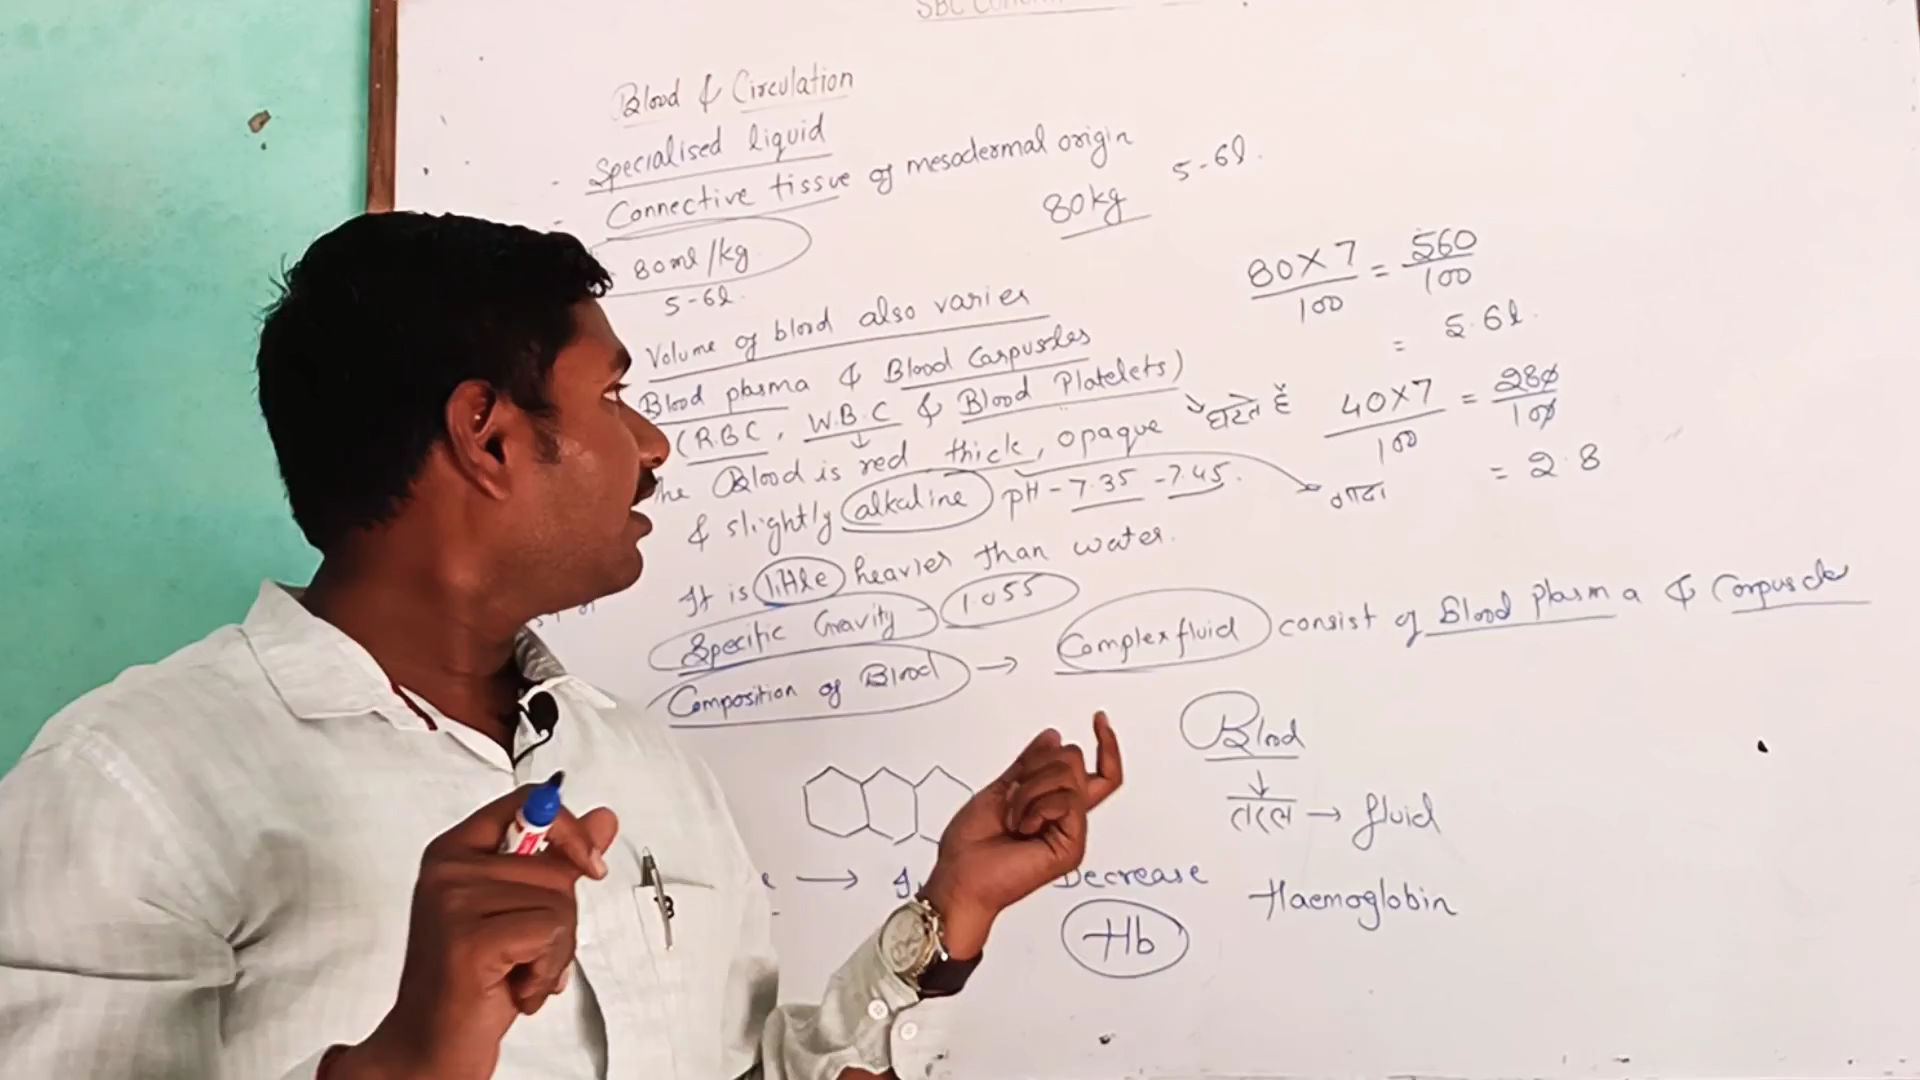 SBC
Blood & Circulation
- Specialised liquid
- Connective tissue of mesodermal origin
80ml/kg
5-6l.
80kg
5-6l.
Volume of blood also varies
Blood plasma & Blood Carpuscles
(R.B.C, W.B.C & Blood Platelets)
The Blood is red thick, opaque
& slightly alkaline pH - 7.35 - 7.45.
It is little heavier than water.
Specific Gravity - 1.055
Composition of Blood → Complex fluid consist of Blood plasma & Corpuscle
80 X 7 / 100 = 560 / 100
= 5.6l.
40 X 7 / 100 = 280 / 100
= 2.8
गाढा
Blood
↓
तरल → fluid
Decrease
Haemoglobin
Hb